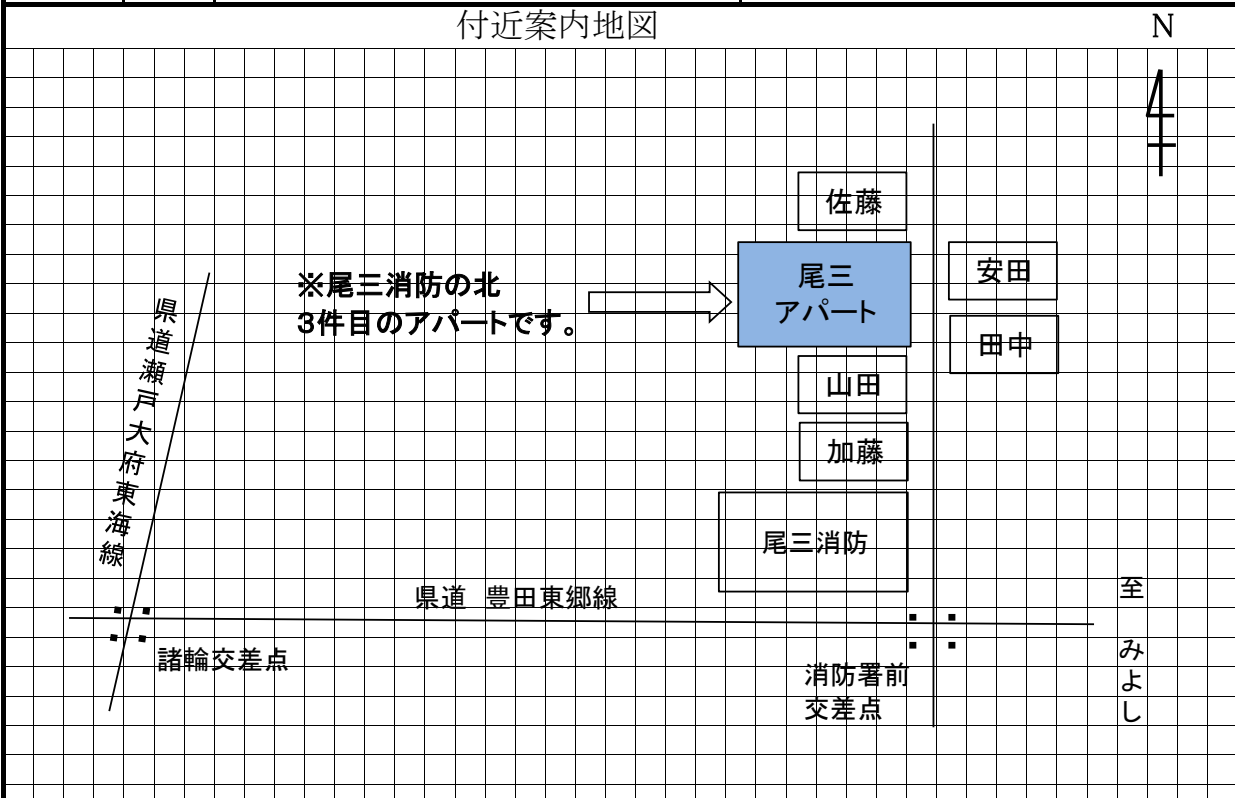 付近案内地図
N
佐藤
安田
尾三
アパート
※尾三消防の北
3件目のアパートです。
田中
山田
加藤
尾三消防
県道瀬戸大府東海線
県道 豊田東郷線
諸輪交差点
消防署前
交差点
至 みよし